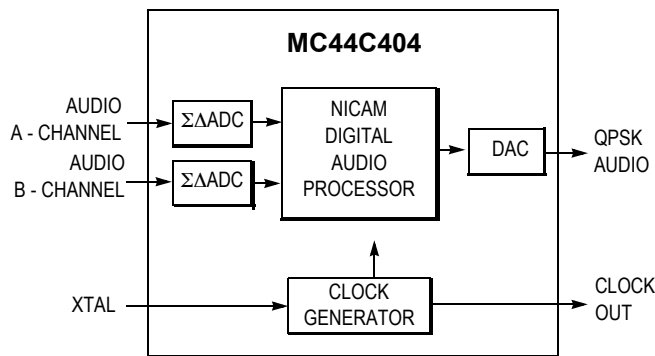 MC44C404
AUDIO
A - CHANNEL
ΣΔADC
NICAM
DIGITAL
AUDIO
PROCESSOR
DAC
QPSK
AUDIO
AUDIO
B - CHANNEL
ΣΔADC
XTAL
CLOCK
GENERATOR
CLOCK
OUT